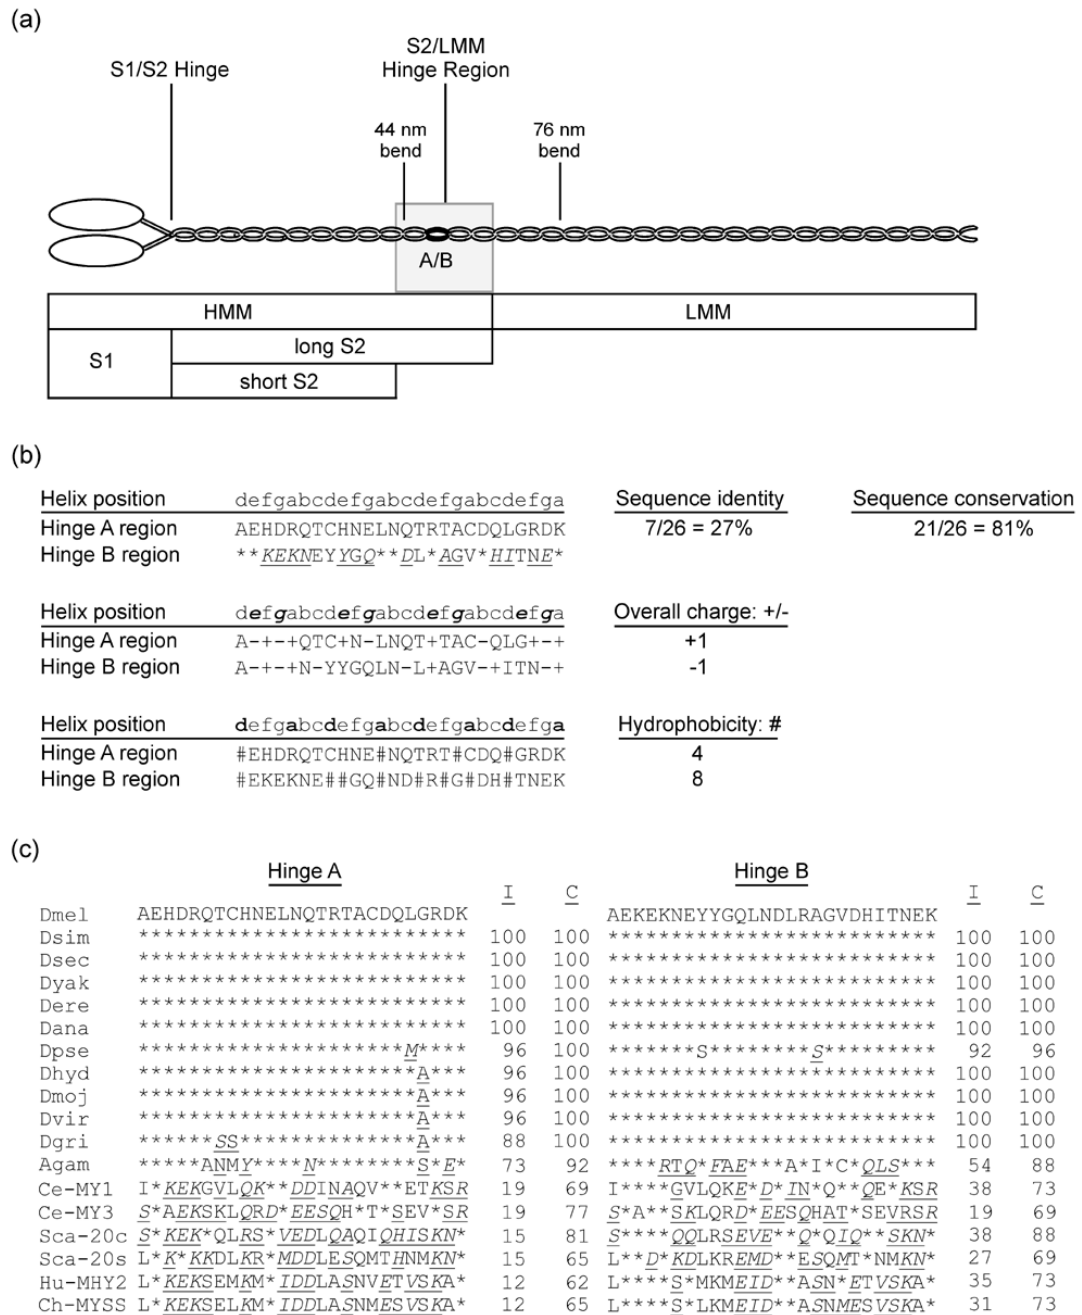 (a)
S2/LMM
S1/S2 Hinge Hinge Region
44 nm bend
76 nm bend
A/B
HMM LMM
S1 long S2
short S2
(b)
Helix position defgabcdefgabcdefgabcdefga Sequence identity Sequence conservation
Hinge A region AEHDRQTCHNELNQTRTACDQLGRDK 7/26 = 27% 21/26 = 81%
Hinge B region **KEKNEYYGQ**DL*AGV*HITNE*
Helix position defgabcdefgabcdefgabcdefga Overall charge: +/-
Hinge A region A-+-+QTC+N-LNQT+TAC-QLG+-+ +1
Hinge B region A-+-+N-YYGQLN-L+AGV-+ITN-+ -1
Helix position defgabcdefgabcdefgabcdefga Hydrophobicity: #
Hinge A region #EHDRQTCHNE#NQTRT#CDQ#GRDK 4
Hinge B region #EKEKNE##GQ#ND#R#G#DH#TNEK 8
(c)
Hinge A Hinge B
I C I C
Dmel AEHDRQTCHNELNQTRTACDQLGRDK AEKEKNEYYGQLNDLRAGVDHITNEK
Dsim ************************** 100 100 ************************** 100 100
Dsec ************************** 100 100 ************************** 100 100
Dyak ************************** 100 100 ************************** 100 100
Dere ************************** 100 100 ************************** 100 100
Dana ************************** 100 100 ************************** 100 100
Dpse *********************M**** 96 100 *******S********S********* 92 96
Dhyd **********************A*** 96 100 ************************** 100 100
Dmoj **********************A*** 96 100 ************************** 100 100
Dvir **********************A*** 96 100 ************************** 100 100
Dgri ******SS**************A*** 88 100 ************************** 100 100
Agam *****ANMY****N********S*E* 73 92 ****RTQ*FAE***A*I*C*QLS*** 54 88
Ce-MY1 I*KEKGVLQK**DDINAQV**ETKSR 19 69 I****GVLQKE*D*IN*Q**QE*KSR 38 73
Ce-MY3 S*AEKSKLQRD*EESQH*T*SEV*SR 19 77 S*A**SKLQRD*EESQHAT*SEVRSR 19 69
Sca-20c S*KEK*QLRS*VEDLQAQIQHISKN* 15 81 S****QQLRSEVE**Q*QIQ**SKN* 38 88
Sca-20s L*K*KKDLKR*MDDLESQMTHNMKN* 15 65 L**D*KDLKREMD**ESQMT*NMKN* 27 69
Hu-MHY2 L*KEKSEMKM*IDDLASNVETVSKA* 12 62 L****S*MKMEID**ASN*ETVSKA* 35 73
Ch-MYSS L*KEKSELKM*IDDLASNMESVSKA* 12 65 L****S*LKMEID**ASNMESVSKA* 31 73